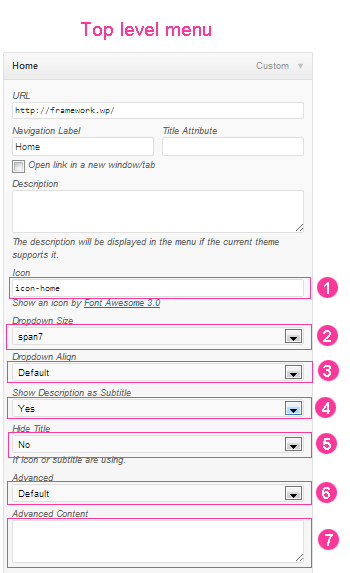 Top level menu
Home Custom
URL
http://framework.wp/
Navigation Label Title Attribute
Home
Open link in a new window/tab
Description
The description will be displayed in the menu if the current theme
supports it.
Icon
icon-home 1
Show an icon by Font Awesome 3.0
Dropdown Size
span7 2
Dropdown Align
Default 3
Show Description as Subtitle
Yes 4
Hide Title
No 5
If icon or subtitle are using.
Advanced
Default 6
Advanced Content
7